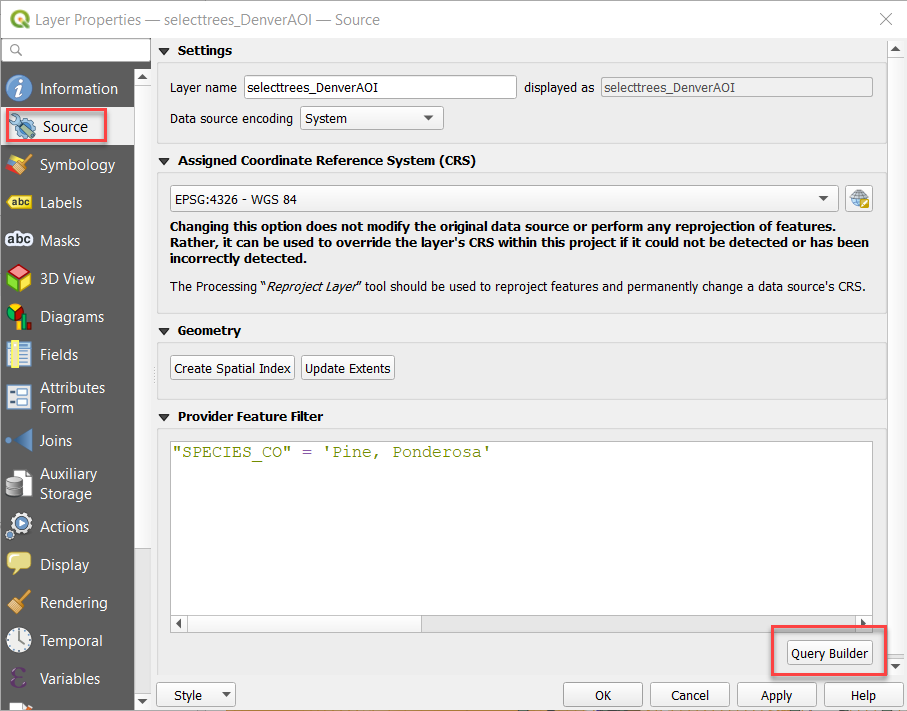 Layer Properties — selecttrees_DenverAOI — Source
Information
Source
Symbology
Labels
Masks
3D View
Diagrams
Fields
Attributes
Form
Joins
Auxiliary
Storage
Actions
Display
Rendering
Temporal
Variables
Settings
Layer name selecttrees_DenverAOI displayed as selecttrees_DenverAOI
Data source encoding System
Assigned Coordinate Reference System (CRS)
EPSG:4326 - WGS 84
Changing this option does not modify the original data source or perform any reprojection of features.
Rather, it can be used to override the layer's CRS within this project if it could not be detected or has been
incorrectly detected.
The Processing “Reproject Layer” tool should be used to reproject features and permanently change a data source's CRS.
Geometry
Create Spatial Index Update Extents
Provider Feature Filter
"SPECIES_CO" = 'Pine, Ponderosa'
Query Builder
Style OK Cancel Apply Help